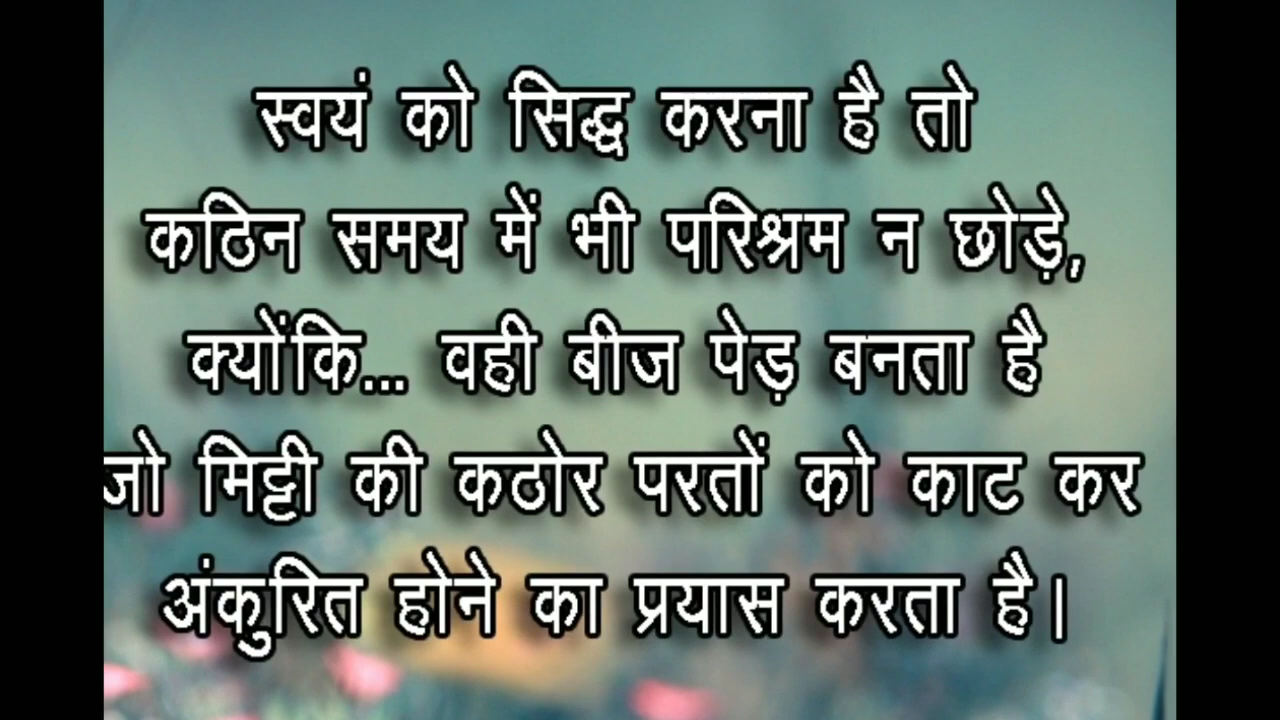 स्वयं को सिद्ध करना है तो
कठिन समय में भी परिश्रम न छोड़े,
क्योंकि... वही बीज पेड़ बनता है
जो मिट्टी की कठोर परतों को काट कर
अंकुरित होने का प्रयास करता है।